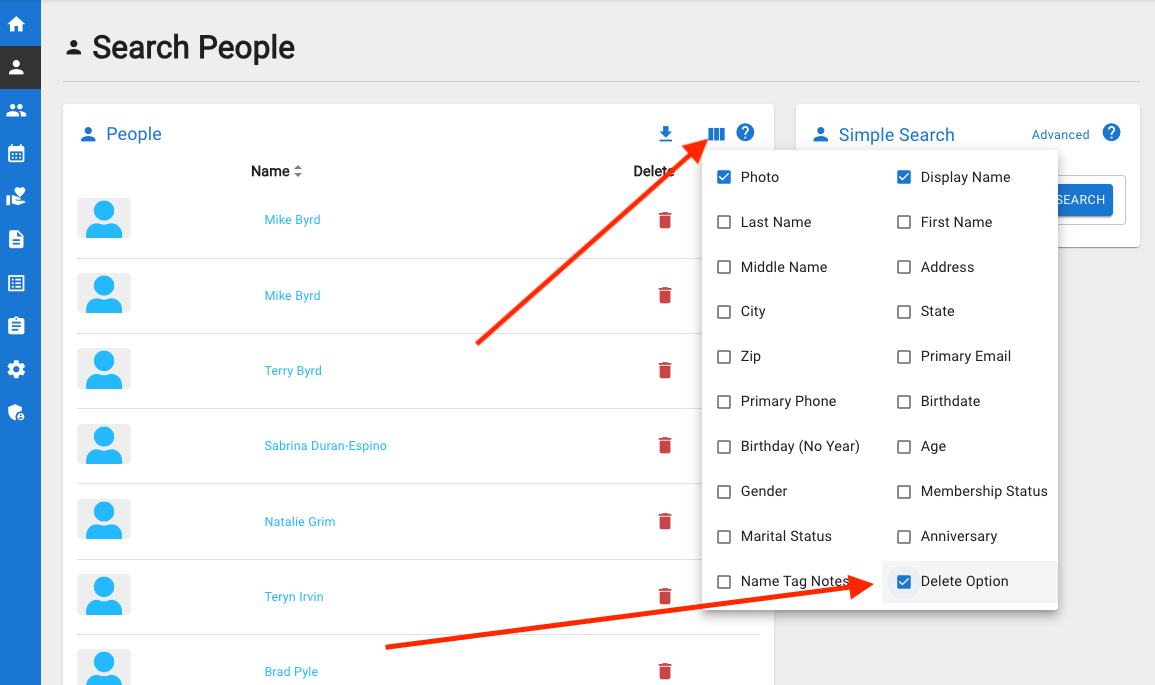 Search People
People
Name
Delete
Mike Byrd
Mike Byrd
Terry Byrd
Sabrina Duran-Espino
Natalie Grim
Teryn Irvin
Brad Pyle
Simple Search
Advanced
SEARCH
Photo
Display Name
Last Name
First Name
Middle Name
Address
City
State
Zip
Primary Email
Primary Phone
Birthdate
Birthday (No Year)
Age
Gender
Membership Status
Marital Status
Anniversary
Name Tag Notes
Delete Option